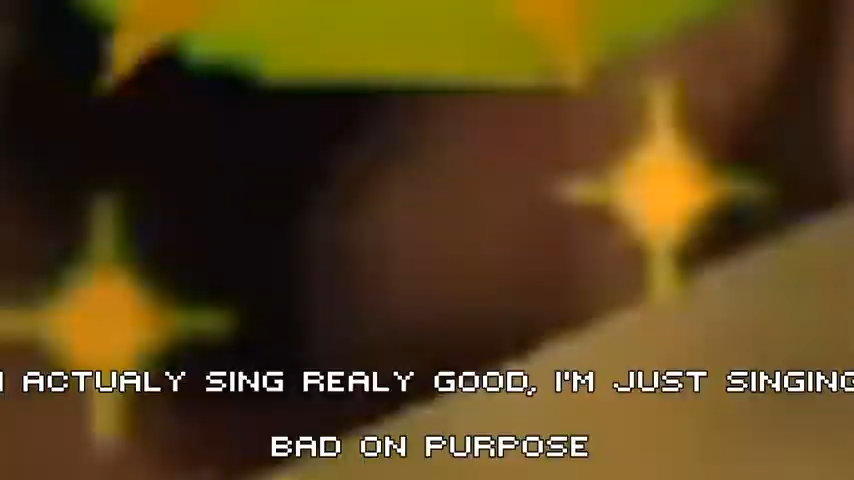 I ACTUALY SING REALY GOOD, I'M JUST SINGING
BAD ON PURPOSE